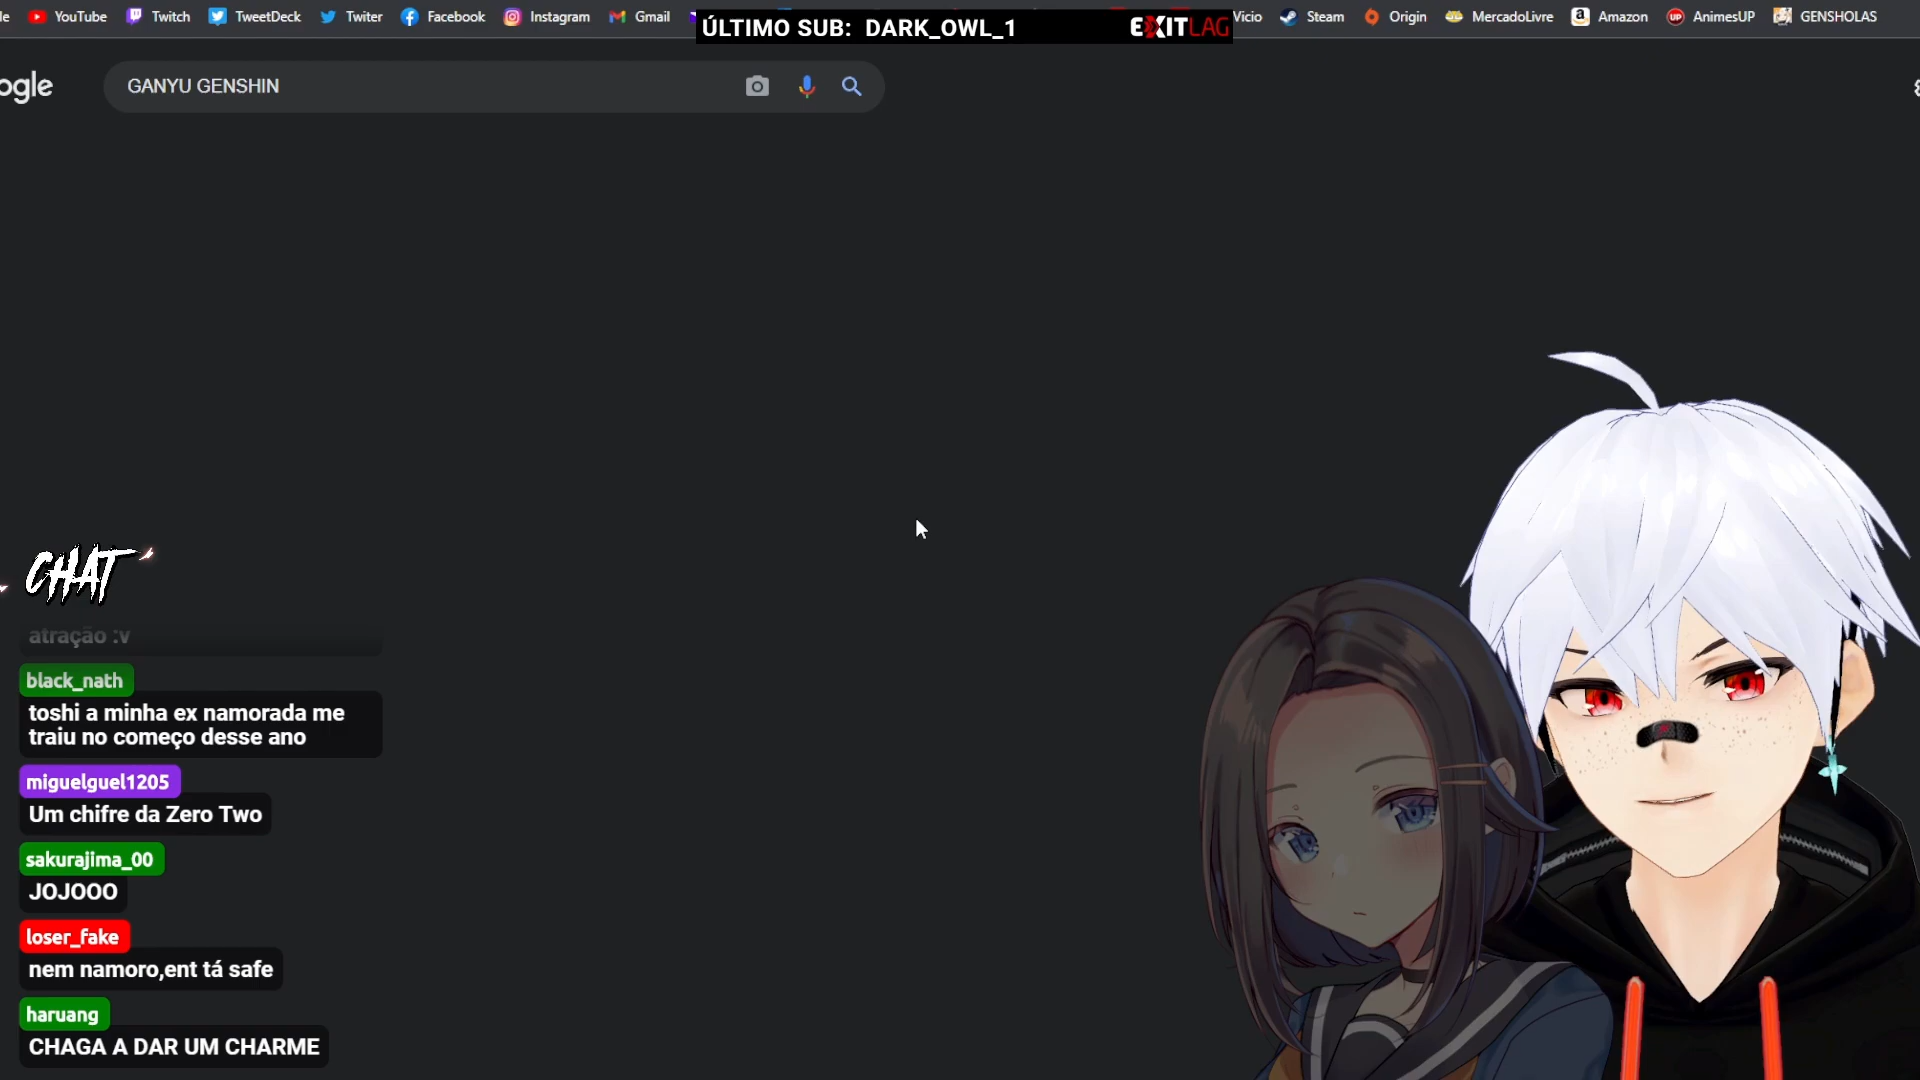 le YouTube Twitch TweetDeck Twiter Facebook Instagram Gmail Vicio Steam Origin MercadoLivre Amazon AnimesUP GENSHOLAS
ÚLTIMO SUB: DARK_OWL_1 EXITLAG
ogle GANYU GENSHIN
CHAT
atração :v
black_nath
toshi a minha ex namorada me
traiu no começo desse ano
miguelguel1205
Um chifre da Zero Two
sakurajima_00
JOJOOO
loser_fake
nem namoro,ent tá safe
haruang
CHAGA A DAR UM CHARME